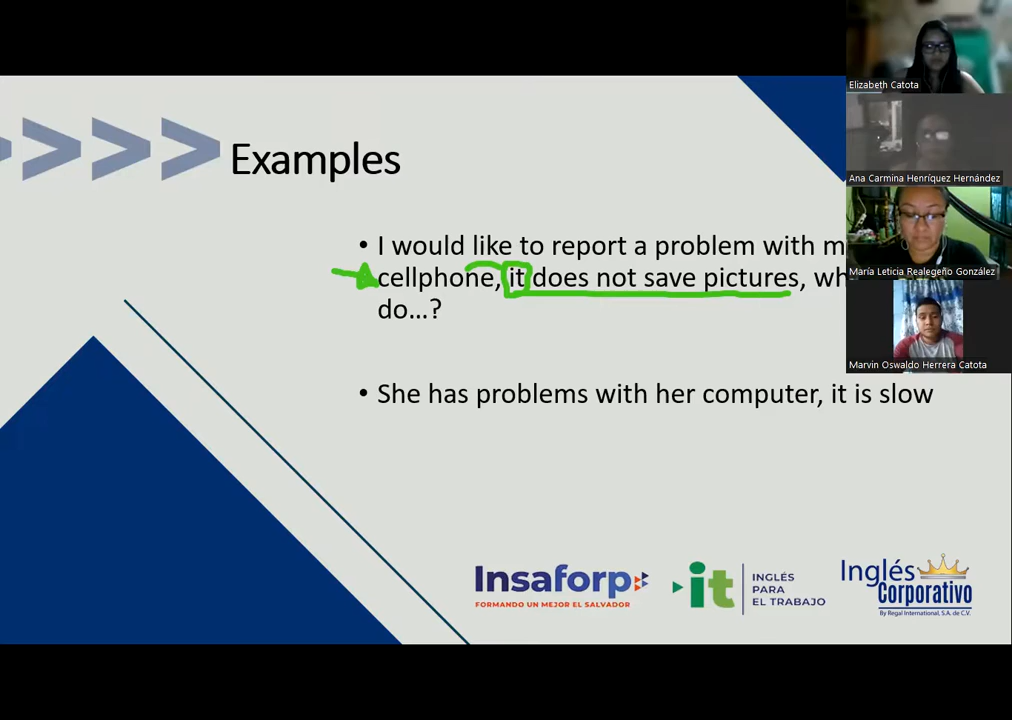 Elizabeth Catota
Ana Carmina Henríquez Hernández
María Leticia Realegeño González
Marvin Oswaldo Herrera Catota
Examples
• I would like to report a problem with
cellphone, it does not save pictures,
do...?
• She has problems with her computer, it is slow
Insaforp
FORMANDO UN MEJOR EL SALVADOR
it
INGLÉS
PARA
EL TRABAJO
Inglés
Corporativo
By Regal International, S.A. de C.V.